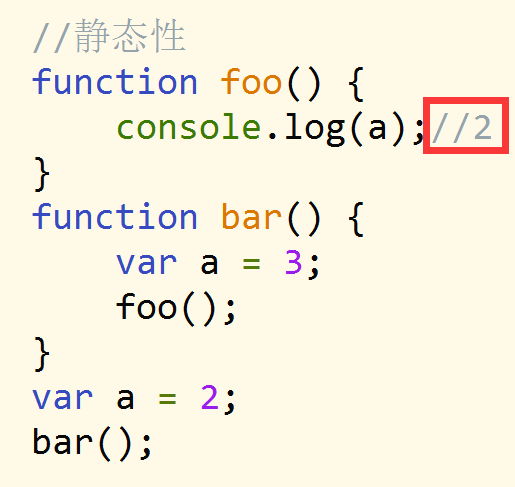 //静态性
function foo() {
    console.log(a);//2
}
function bar() {
    var a = 3;
    foo();
}
var a = 2;
bar();